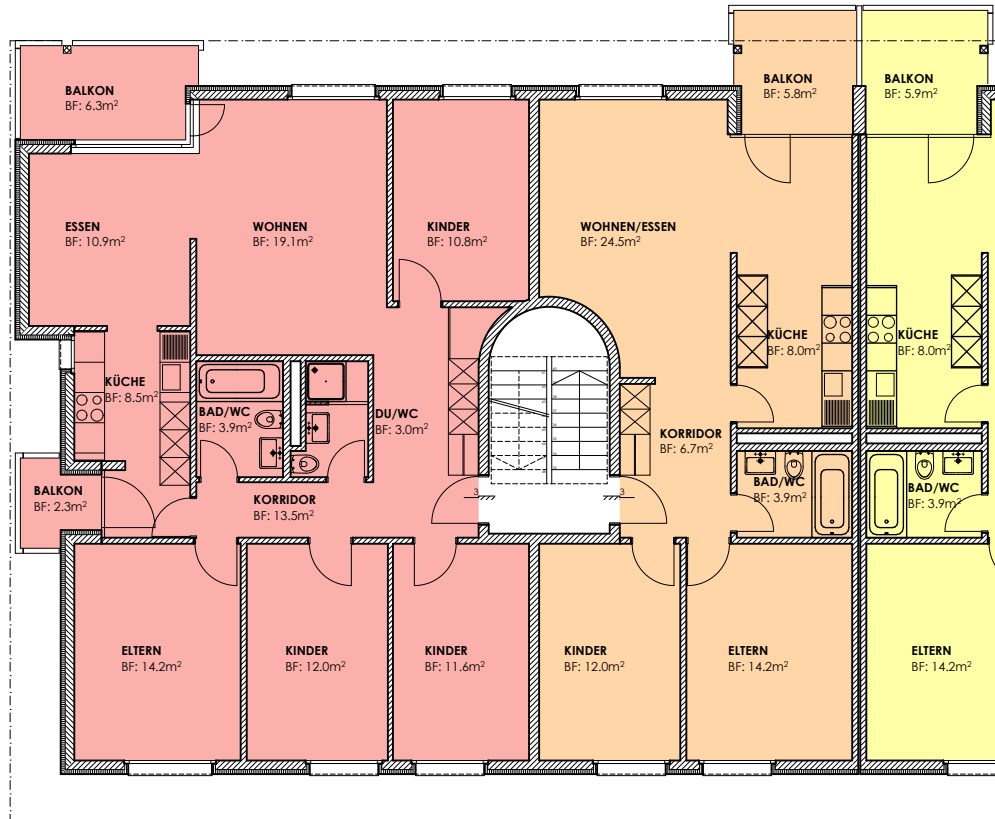 BALKON
BF: 6.3m²
BALKON
BF: 5.8m²
BALKON
BF: 5.9m²
ESSEN
BF: 10.9m²
WOHNEN
BF: 19.1m²
KINDER
BF: 10.8m²
WOHNEN/ESSEN
BF: 24.5m²
KÜCHE
BF: 8.5m²
BAD/WC
BF: 3.9m²
DU/WC
BF: 3.0m²
KÜCHE
BF: 8.0m²
KÜCHE
BF: 8.0m²
KORRIDOR
BF: 6.7m²
BALKON
BF: 2.3m²
KORRIDOR
BF: 13.5m²
3
3
BAD/WC
BF: 3.9m²
BAD/WC
BF: 3.9m²
ELTERN
BF: 14.2m²
KINDER
BF: 12.0m²
KINDER
BF: 11.6m²
KINDER
BF: 12.0m²
ELTERN
BF: 14.2m²
ELTERN
BF: 14.2m²